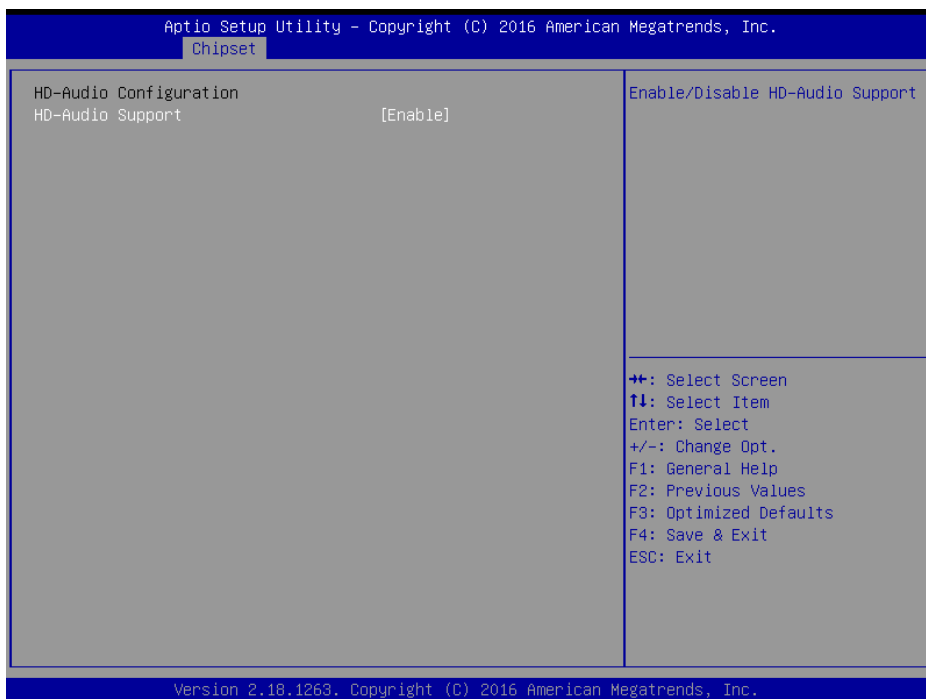 Aptio Setup Utility – Copyright (C) 2016 American Megatrends, Inc.
Chipset
HD-Audio Configuration
HD-Audio Support [Enable]
Enable/Disable HD-Audio Support
→←: Select Screen
↑↓: Select Item
Enter: Select
+/-: Change Opt.
F1: General Help
F2: Previous Values
F3: Optimized Defaults
F4: Save & Exit
ESC: Exit
Version 2.18.1263. Copyright (C) 2016 American Megatrends, Inc.